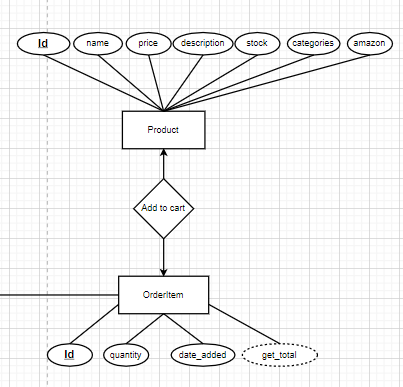 Id name price description stock categories amazon
Product
Add to cart
OrderItem
Id quantity date_added get_total